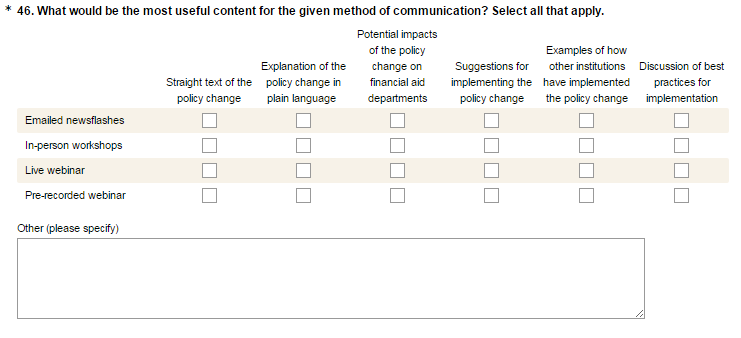 * 46. What would be the most useful content for the given method of communication? Select all that apply.
Straight text of the policy change
Explanation of the policy change in plain language
Potential impacts of the policy change on financial aid departments
Suggestions for implementing the policy change
Examples of how other institutions have implemented the policy change
Discussion of best practices for implementation
Emailed newsflashes
In-person workshops
Live webinar
Pre-recorded webinar
Other (please specify)